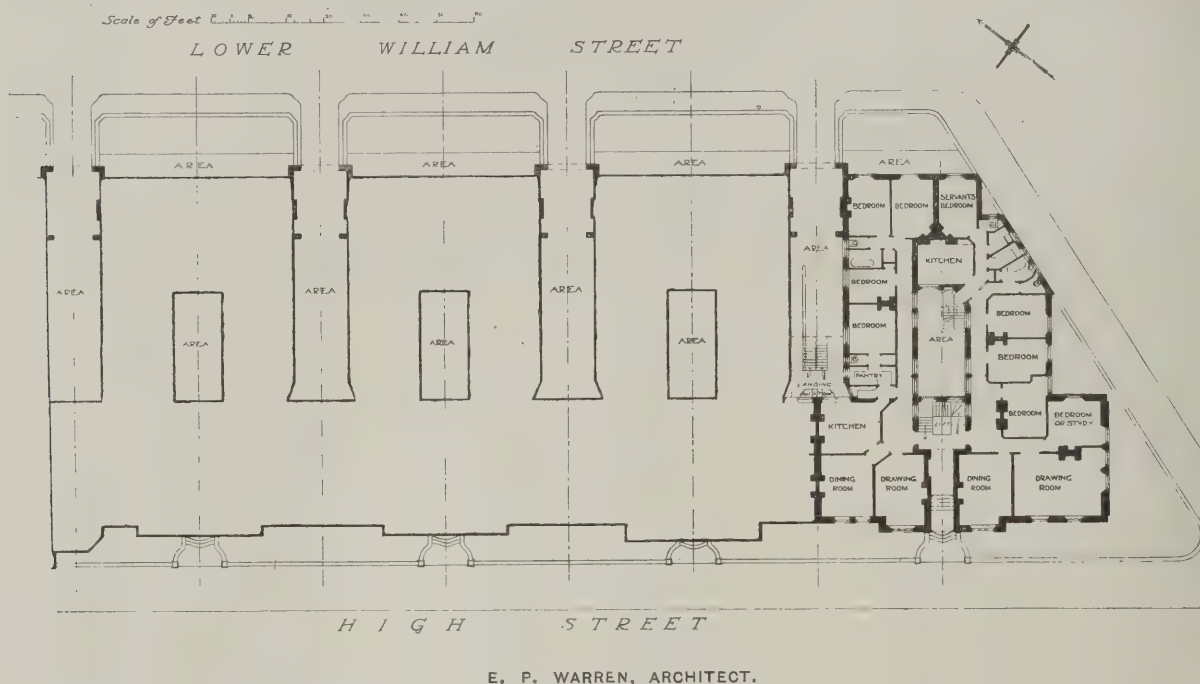 Scale of Feet
LOWER WILLIAM STREET
AREA
AREA
AREA
AREA
BEDROOM
BEDROOM
SERVANTS BEDROOM
AREA
KITCHEN
BEDROOM
AREA
AREA
AREA
BEDROOM
BEDROOM
AREA
AREA
AREA
AREA
BEDROOM
PANTRY
LANDING
BEDROOM
BEDROOM OR STUDY
KITCHEN
DINING ROOM
DRAWING ROOM
DINING ROOM
DRAWING ROOM
HIGH STREET
E. P. WARREN, ARCHITECT.